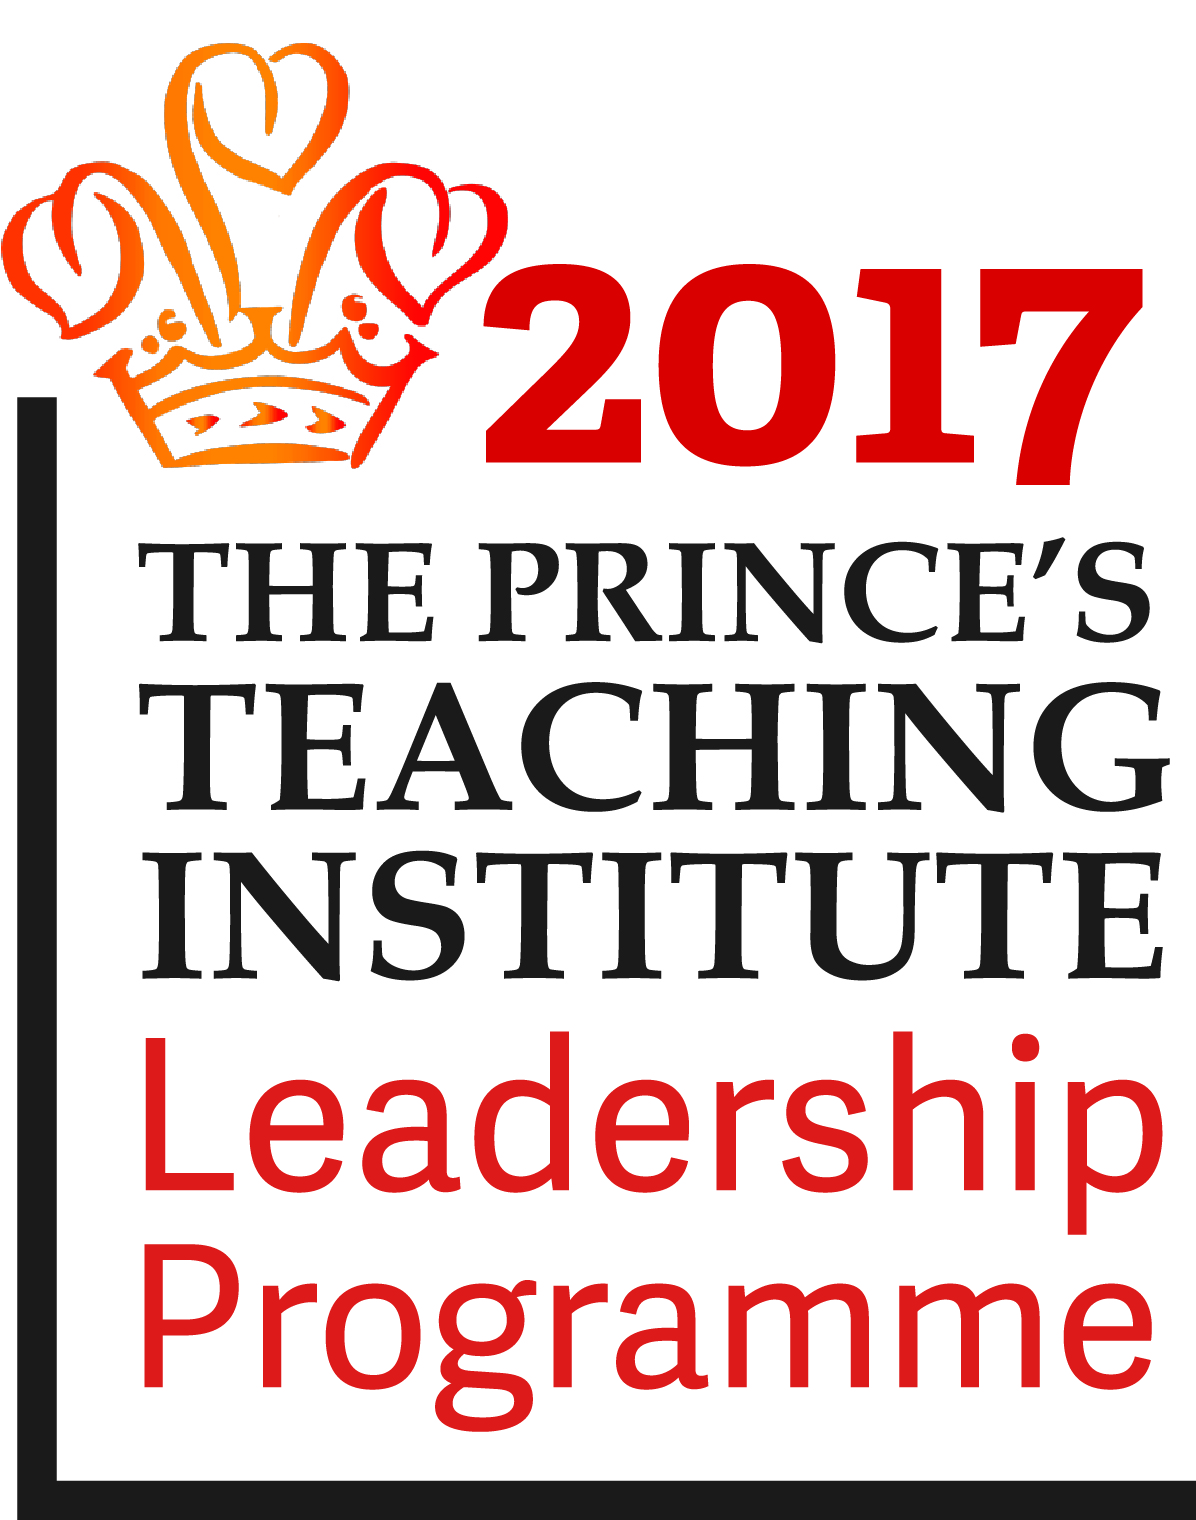 2017
THE PRINCE’S
TEACHING
INSTITUTE
Leadership
Programme